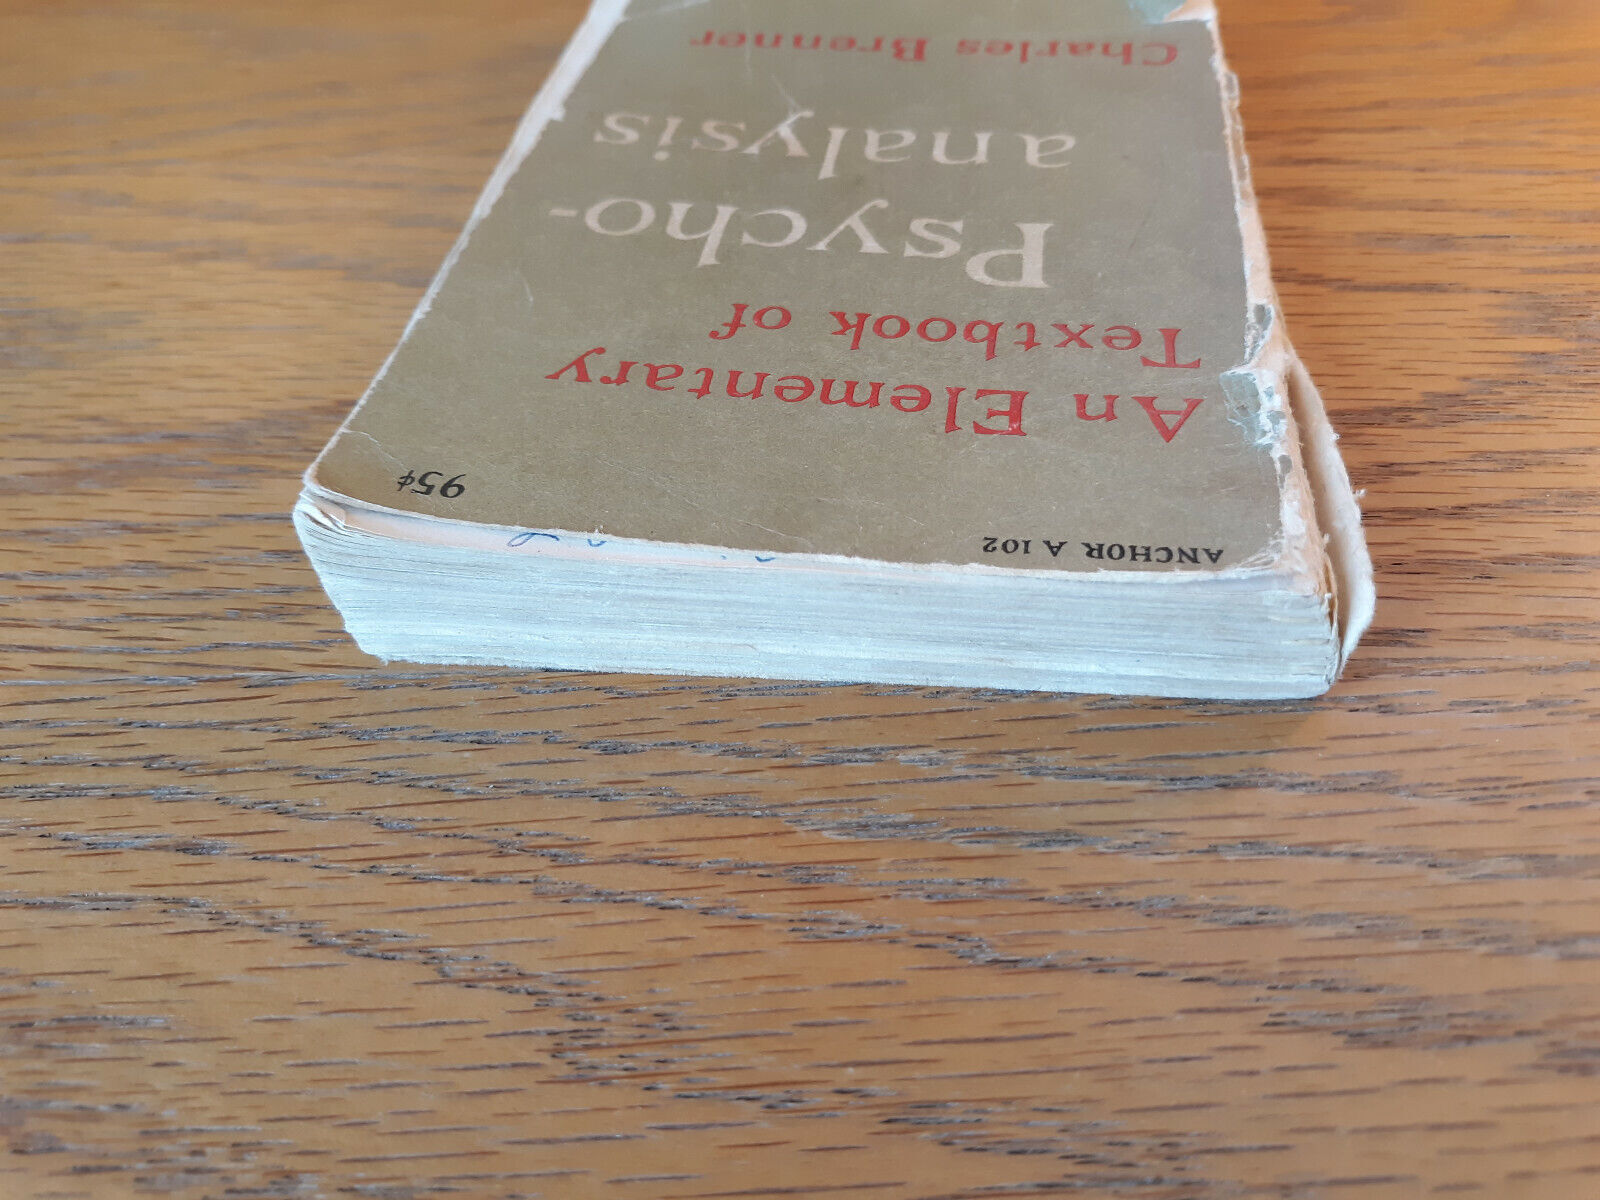 ANCHOR A 102
95¢
An Elementary
Textbook of
Psycho-
analysis
Charles Brenner